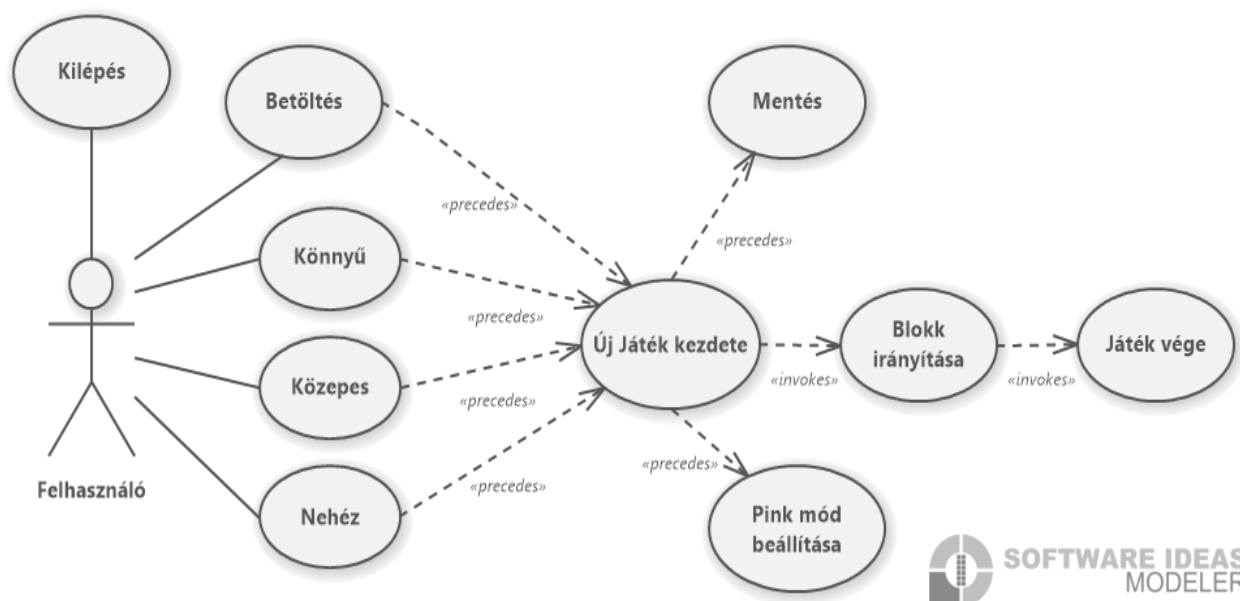 Kilépés
Betöltés
Mentés
«precedes»
«precedes»
Könnyű
«precedes»
Új Játék kezdete
Blokk
irányítása
Játék vége
Közepes
«invokes»
«invokes»
«precedes»
«precedes»
«precedes»
Felhasználó
Nehéz
Pink mód
beállítása
SOFTWARE IDEAS
MODELER